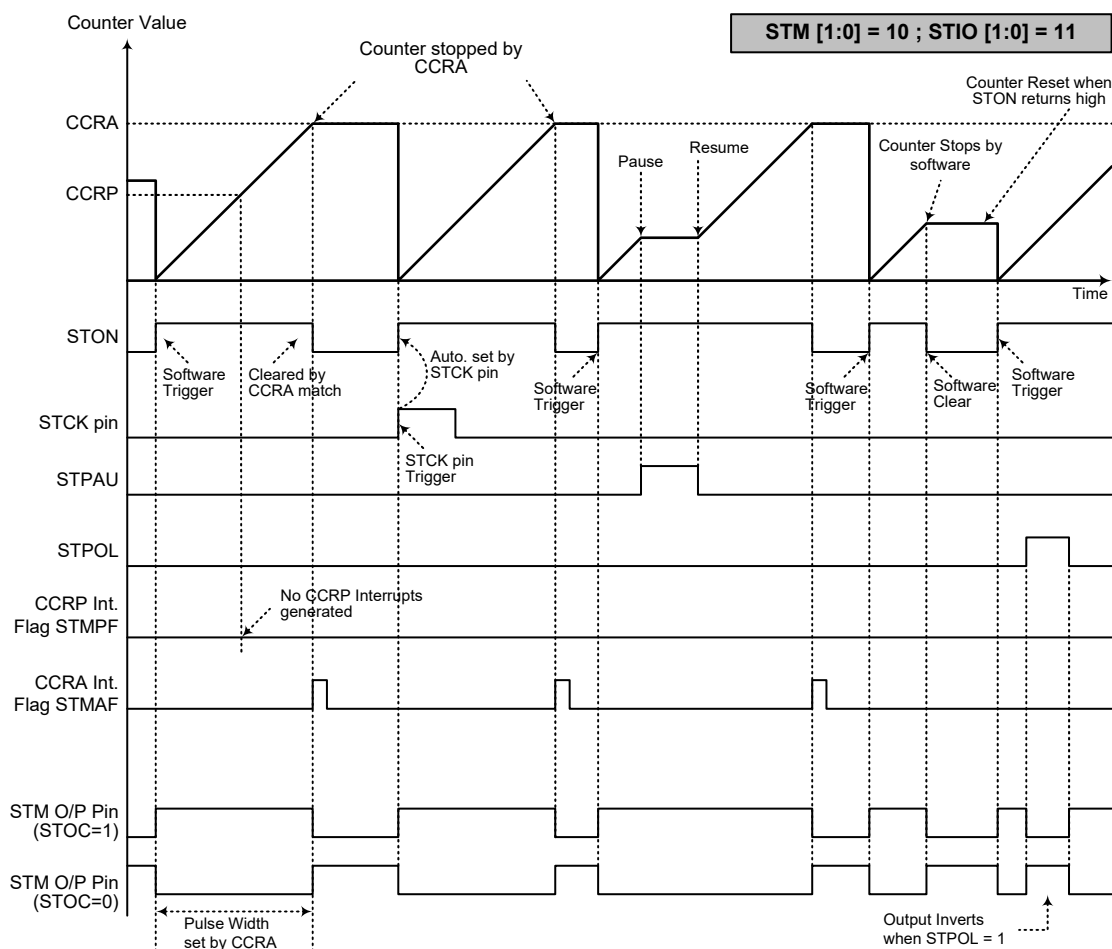 Counter Value
STM [1:0] = 10 ; STIO [1:0] = 11
Counter stopped by
CCRA
Counter Reset when
STON returns high
CCRA
Pause
Resume
Counter Stops by
software
CCRP
Time
STON
Software
Trigger
Cleared by
CCRA match
Auto. set by
STCK pin
Software
Trigger
Software
Trigger
Software
Clear
Software
Trigger
STCK pin
STCK pin
Trigger
STPAU
STPOL
CCRP Int.
Flag STMPF
No CCRP Interrupts
generated
CCRA Int.
Flag STMAF
STM O/P Pin
(STOC=1)
STM O/P Pin
(STOC=0)
Pulse Width
set by CCRA
Output Inverts
when STPOL = 1